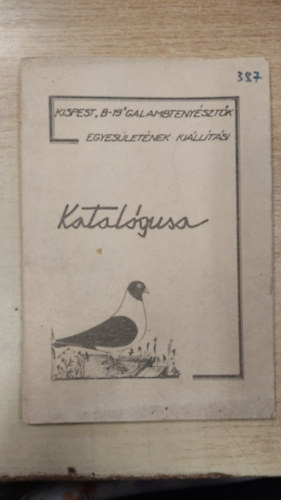 387
KISPEST „B-19" GALAMBTENYÉSZTŐK
EGYESÜLETÉNEK KIÁLLÍTÁSI
Katalógusa